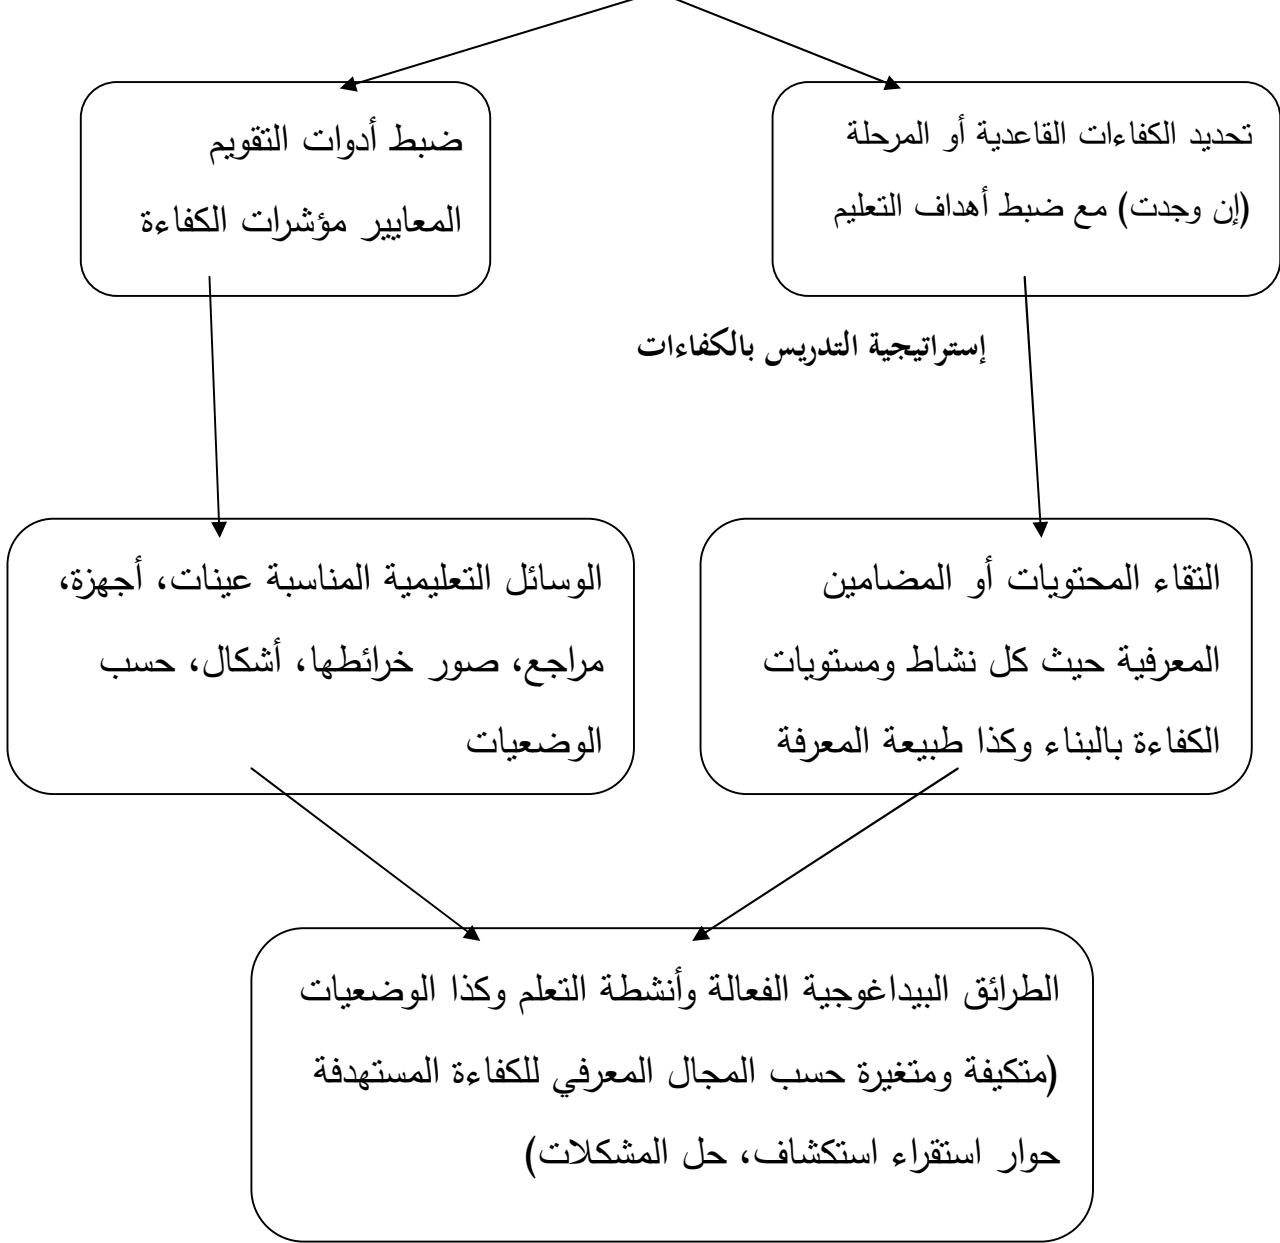 تحديد الكفاءات القاعدية أو المرحلة
(إن وجدت) مع ضبط أهداف التعليم
ضبط أدوات التقويم
المعايير مؤشرات الكفاءة
إستراتيجية التدريس بالكفاءات
التقاء المحتويات أو المضامين
المعرفية حيث كل نشاط ومستويات
الكفاءة بالبناء وكذا طبيعة المعرفة
الوسائل التعليمية المناسبة عينات، أجهزة،
مراجع، صور خرائطها، أشكال، حسب
الوضعيات
الطرائق البيداغوجية الفعالة وأنشطة التعلم وكذا الوضعيات
(متكيفة ومتغيرة حسب المجال المعرفي للكفاءة المستهدفة
حوار استقراء استكشاف، حل المشكلات)